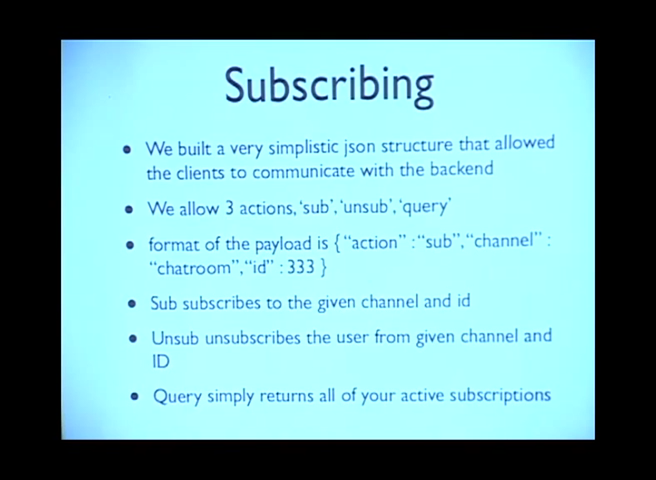 Subscribing
We built a very simplistic json structure that allowed
the clients to communicate with the backend
We allow 3 actions, ‘sub’, ‘unsub’, ‘query’
format of the payload is { “action” : “sub”, “channel” :
“chatroom”, “id” : 333 }
Sub subscribes to the given channel and id
Unsub unsubscribes the user from given channel and
ID
Query simply returns all of your active subscriptions